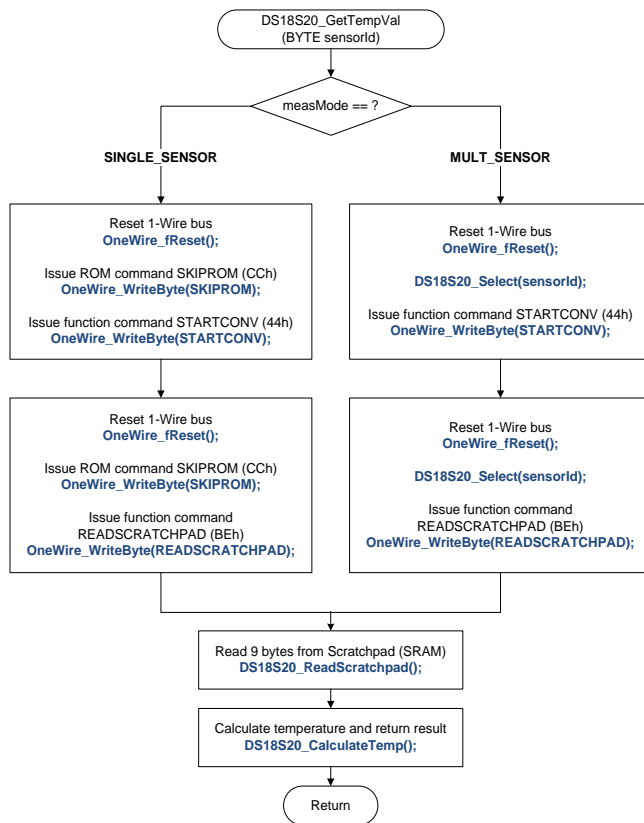 DS18S20_GetTempVal
(BYTE sensorId)
measMode == ?
SINGLE_SENSOR
MULT_SENSOR
Reset 1-Wire bus
OneWire_fReset();
Issue ROM command SKIPROM (CCh)
OneWire_WriteByte(SKIPROM);
Issue function command STARTCONV (44h)
OneWire_WriteByte(STARTCONV);
Reset 1-Wire bus
OneWire_fReset();
DS18S20_Select(sensorId);
Issue function command STARTCONV (44h)
OneWire_WriteByte(STARTCONV);
Reset 1-Wire bus
OneWire_fReset();
Issue ROM command SKIPROM (CCh)
OneWire_WriteByte(SKIPROM);
Issue function command
READSCRATCHPAD (BEh)
OneWire_WriteByte(READSCRATCHPAD);
Reset 1-Wire bus
OneWire_fReset();
DS18S20_Select(sensorId);
Issue function command
READSCRATCHPAD (BEh)
OneWire_WriteByte(READSCRATCHPAD);
Read 9 bytes from Scratchpad (SRAM)
DS18S20_ReadScratchpad();
Calculate temperature and return result
DS18S20_CalculateTemp();
Return